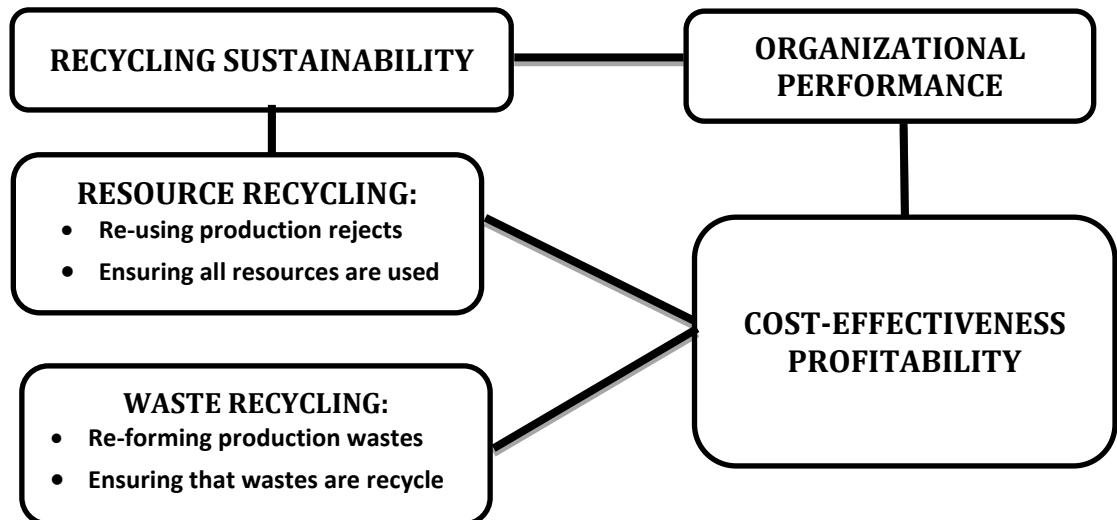 RECYCLING SUSTAINABILITY
ORGANIZATIONAL
PERFORMANCE
RESOURCE RECYCLING:
• Re-using production rejects
• Ensuring all resources are used
COST-EFFECTIVENESS
PROFITABILITY
WASTE RECYCLING:
• Re-forming production wastes
• Ensuring that wastes are recycle